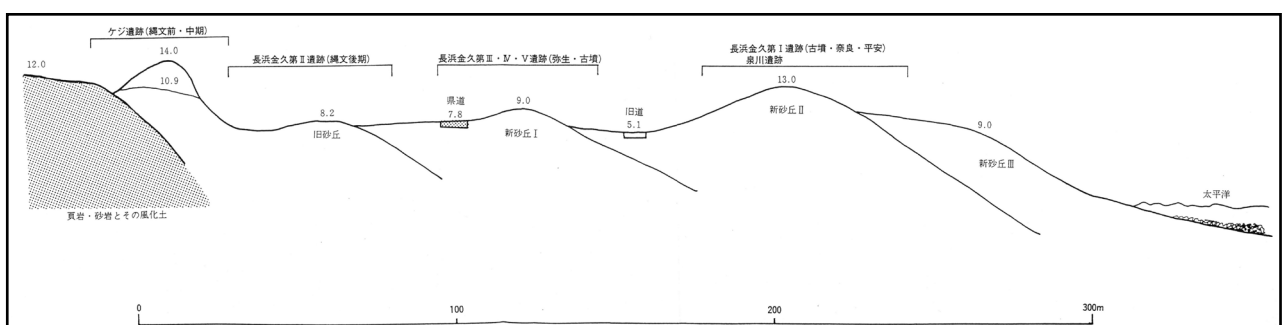 ケジ遺跡(縄文前・中期)
長浜金久第Ⅱ遺跡(縄文後期)
長浜金久第Ⅲ・Ⅳ・Ⅴ遺跡(弥生・古墳)
長浜金久第Ⅰ遺跡(古墳・奈良・平安)
泉川遺跡
12.0
14.0
10.9
8.2
旧砂丘
県道
7.8
9.0
新砂丘Ⅰ
旧道
5.1
13.0
新砂丘Ⅱ
9.0
新砂丘Ⅲ
太平洋
頁岩・砂岩とその風化土
0
100
200
300m